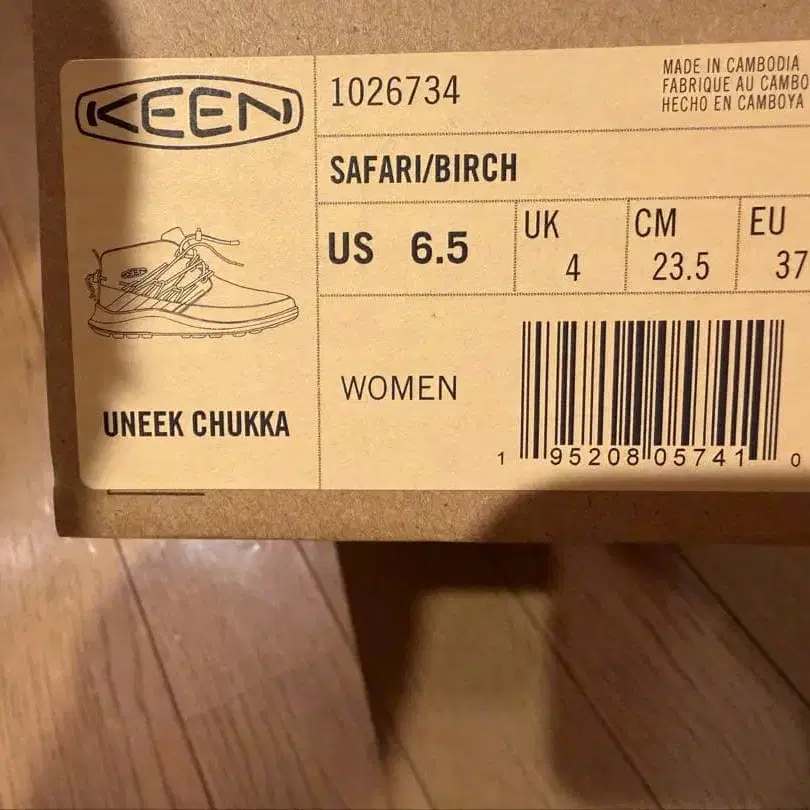 KEEN
1026734
MADE IN CAMBODIA
FABRIQUE AU CAMBO
HECHO EN CAMBOYA
SAFARI/BIRCH
US 6.5
UK 4
CM 23.5
EU 37
KEEN
UNEEK CHUKKA
WOMEN
1 95208 05741 0